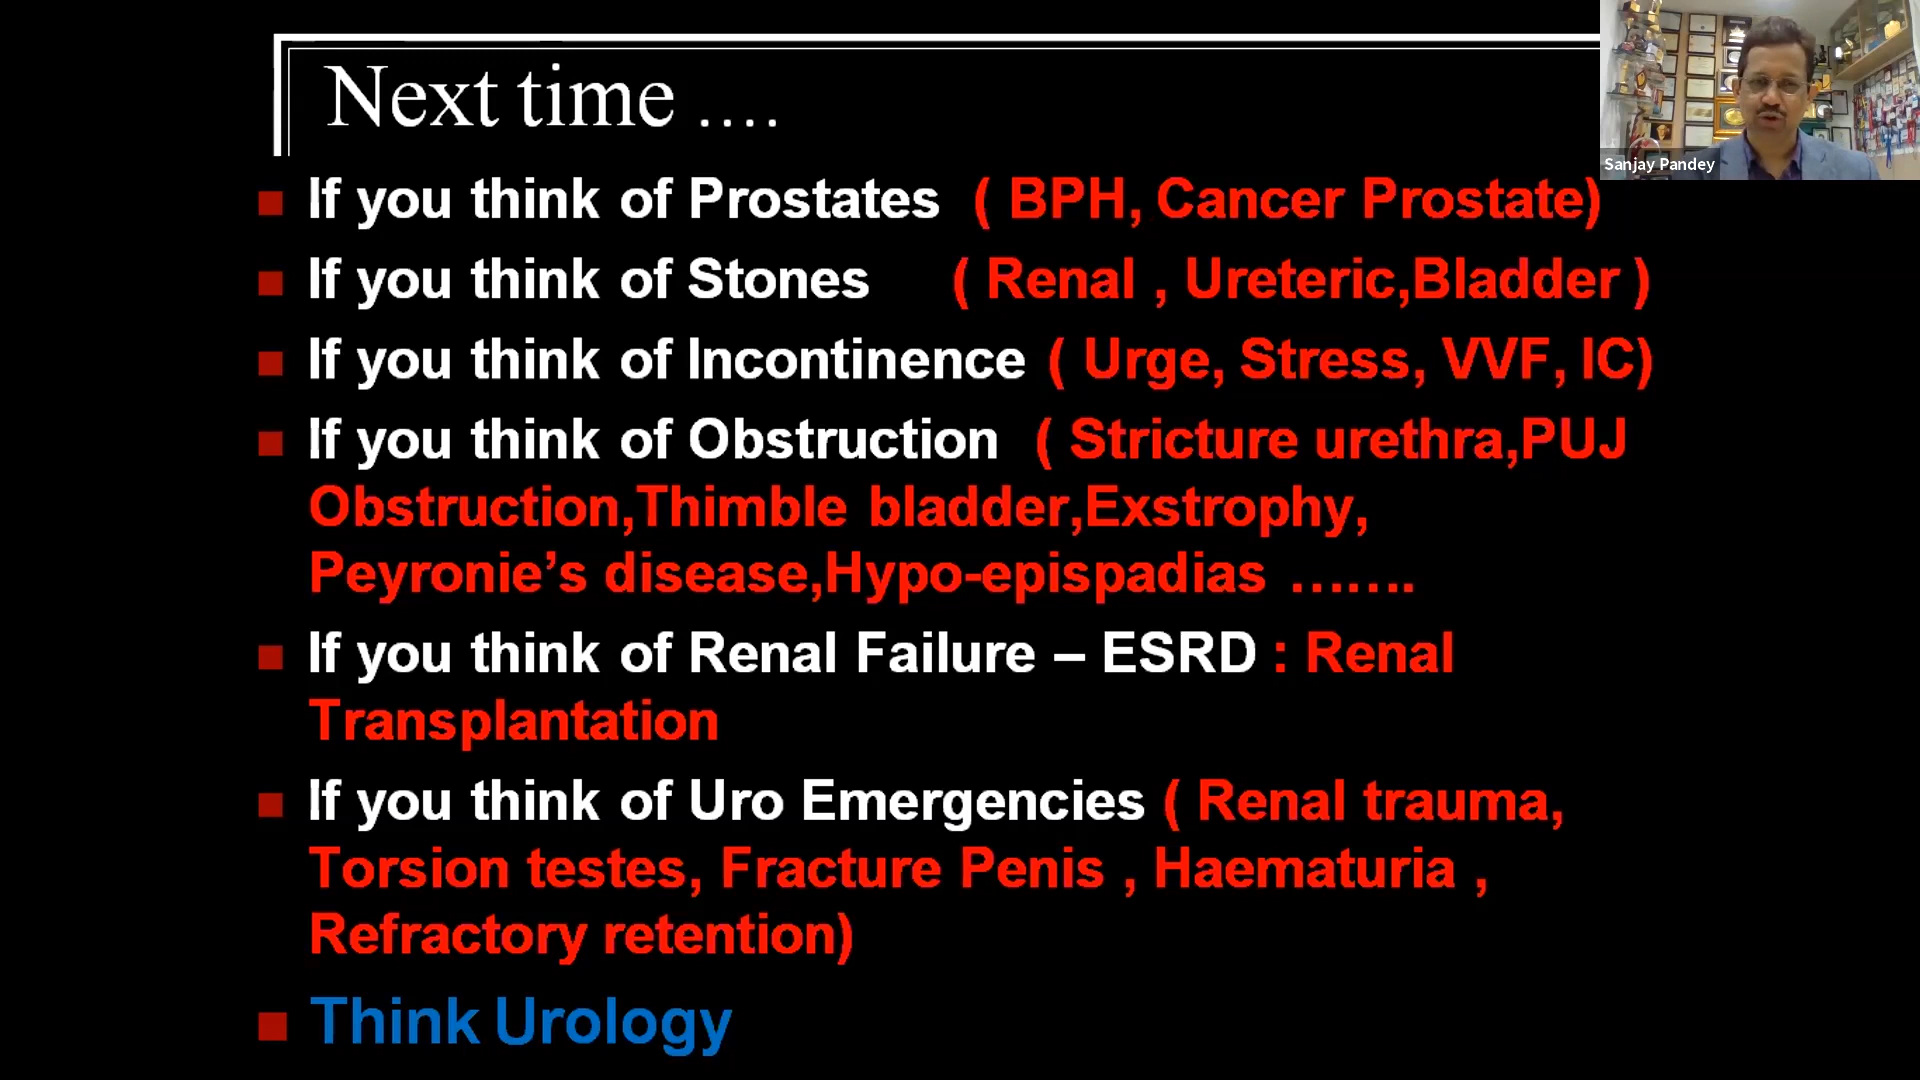 Next time ....
Sanjay Pandey
If you think of Prostates ( BPH, Cancer Prostate)
If you think of Stones ( Renal , Ureteric,Bladder )
If you think of Incontinence ( Urge, Stress, VVF, IC)
If you think of Obstruction ( Stricture urethra,PUJ
Obstruction,Thimble bladder,Exstrophy,
Peyronie’s disease,Hypo-epispadias …….
If you think of Renal Failure – ESRD : Renal
Transplantation
If you think of Uro Emergencies ( Renal trauma,
Torsion testes, Fracture Penis , Haematuria ,
Refractory retention)
Think Urology